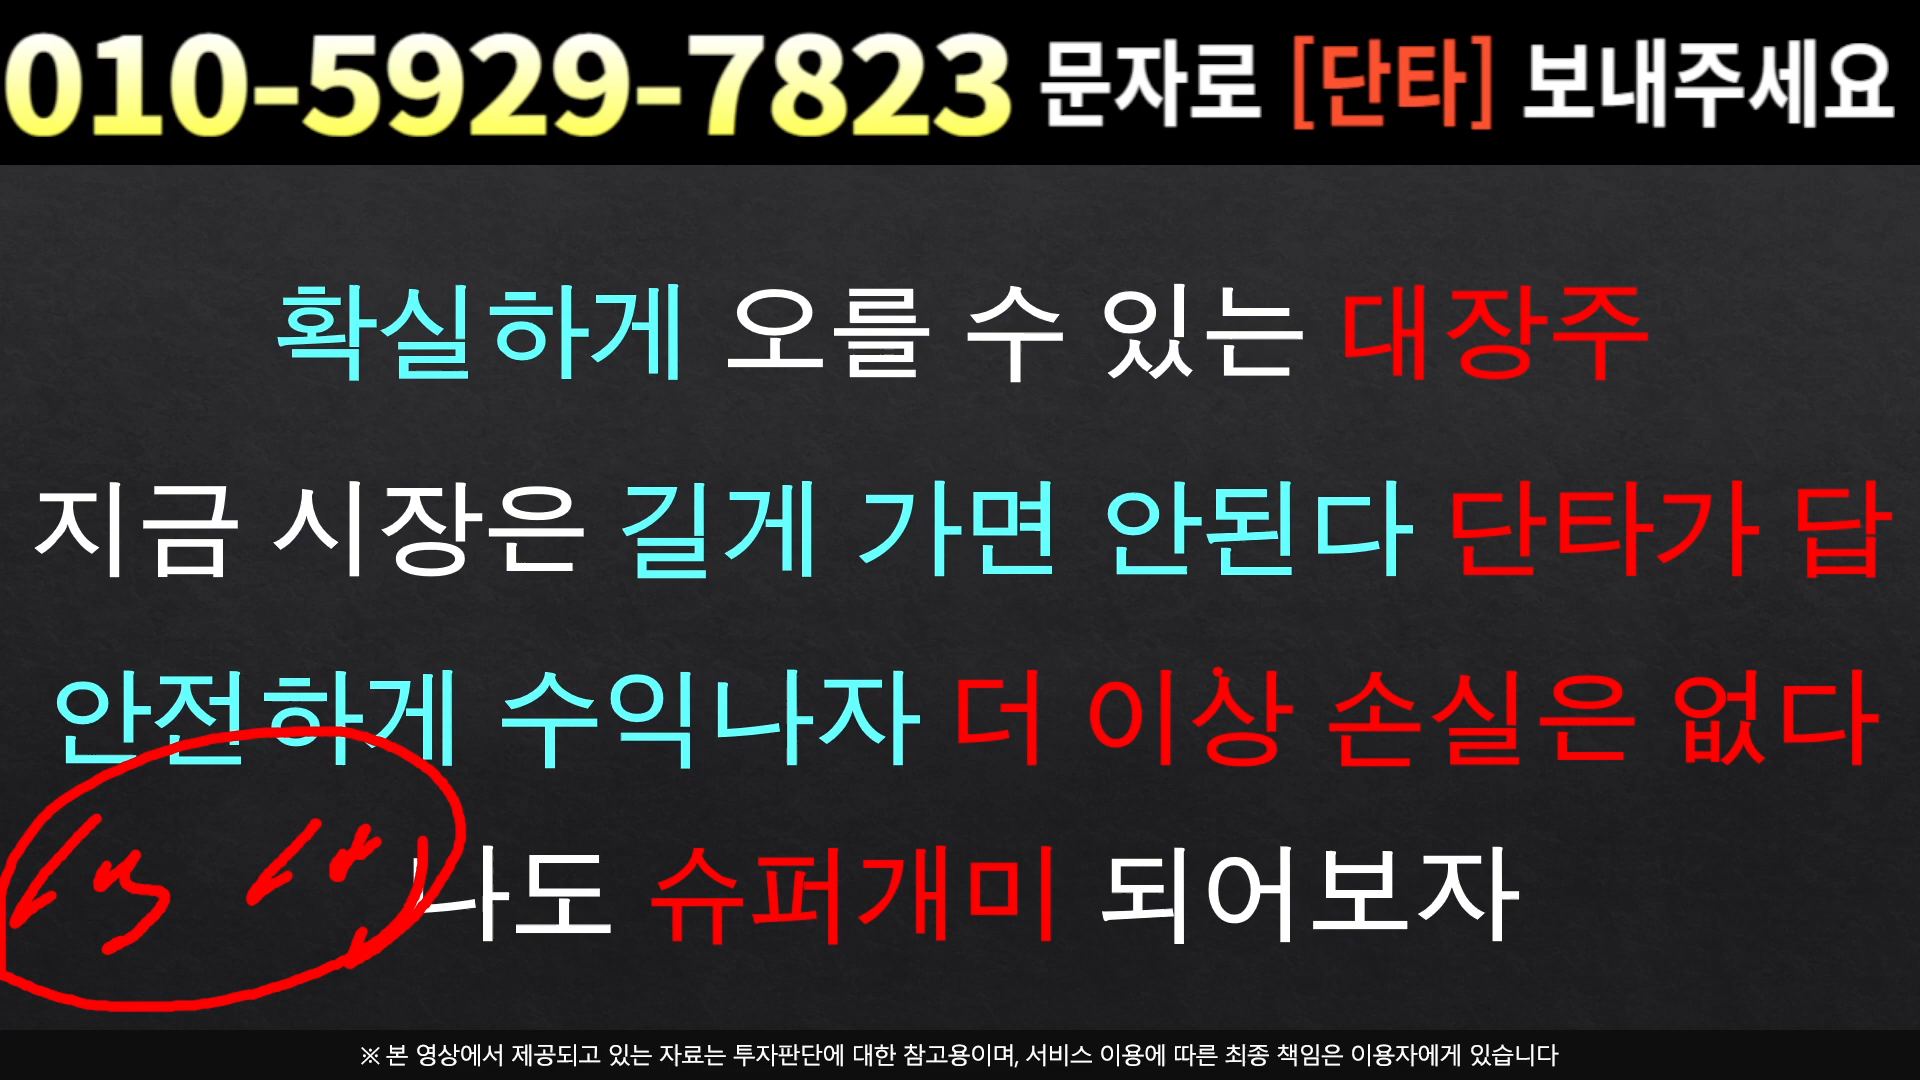 010-5929-7823 문자로 [단타] 보내주세요
확실하게 오를 수 있는 대장주
지금 시장은 길게 가면 안된다 단타가 답
안전하게 수익나자 더 이상 손실은 없다
나도 슈퍼개미 되어보자
※ 본 영상에서 제공되고 있는 자료는 투자판단에 대한 참고용이며, 서비스 이용에 따른 최종 책임은 이용자에게 있습니다